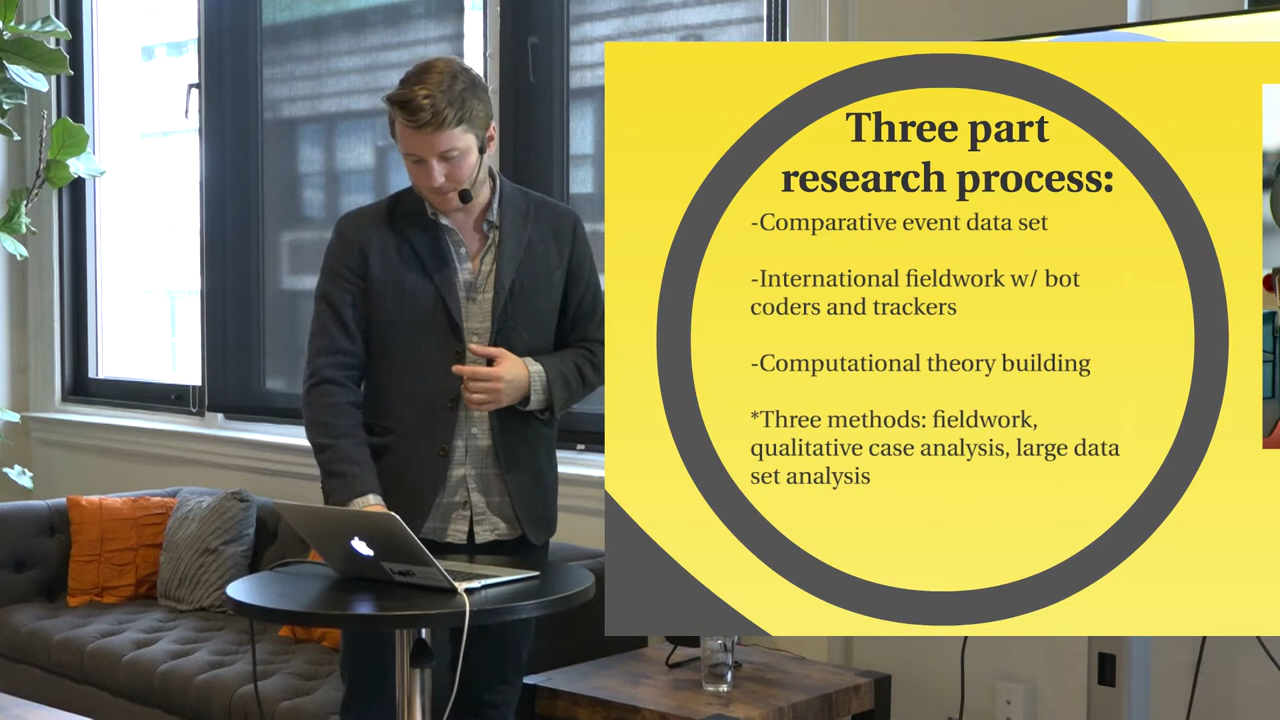 Three part
research process:
-Comparative event data set
-International fieldwork w/ bot
coders and trackers
-Computational theory building
*Three methods: fieldwork,
qualitative case analysis, large data
set analysis